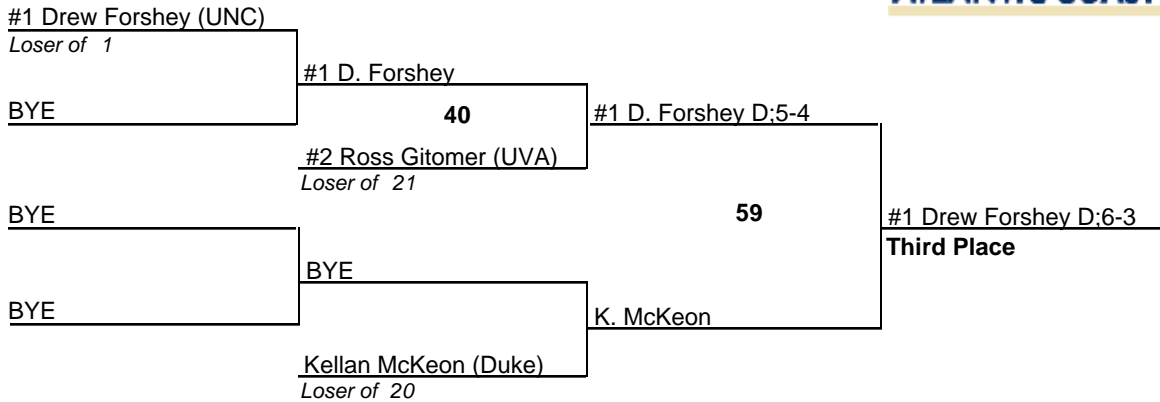 #1 Drew Forshey (UNC)
Loser of 1
#1 D. Forshey
BYE
40
#1 D. Forshey D;5-4
#2 Ross Gitomer (UVA)
Loser of 21
BYE
59
#1 Drew Forshey D;6-3
Third Place
BYE
BYE
K. McKeon
Kellan McKeon (Duke)
Loser of 20